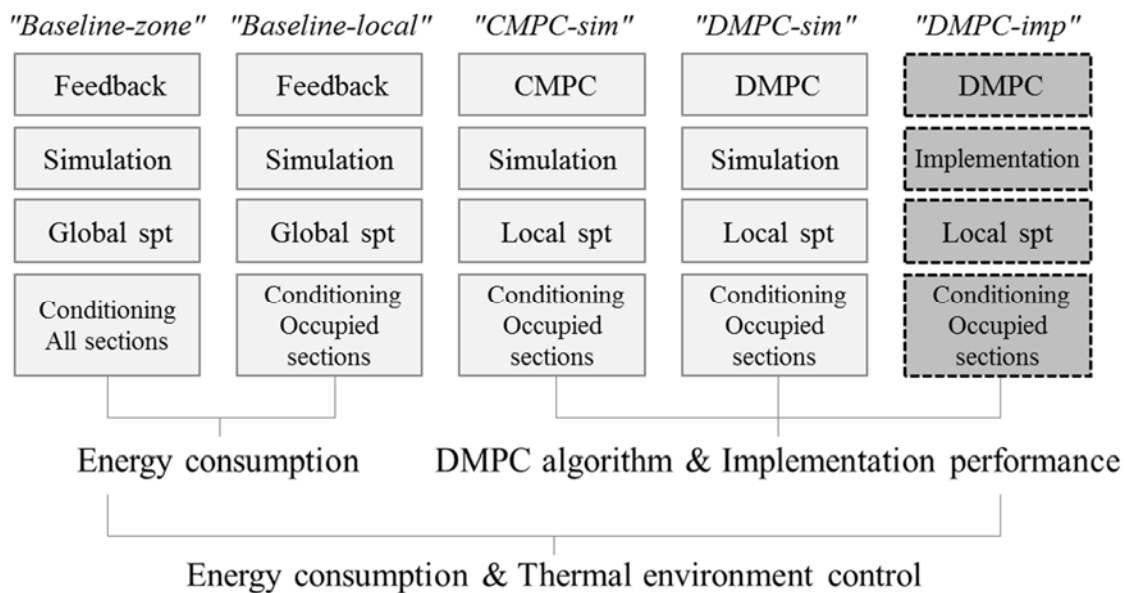 "Baseline-zone" "Baseline-local" "CMPC-sim" "DMPC-sim" "DMPC-imp"
Feedback Feedback CMPC DMPC DMPC
Simulation Simulation Simulation Simulation Implementation
Global spt Global spt Local spt Local spt Local spt
Conditioning
All sections
Conditioning
Occupied
sections
Conditioning
Occupied
sections
Conditioning
Occupied
sections
Conditioning
Occupied
sections
Energy consumption DMPC algorithm & Implementation performance
Energy consumption & Thermal environment control